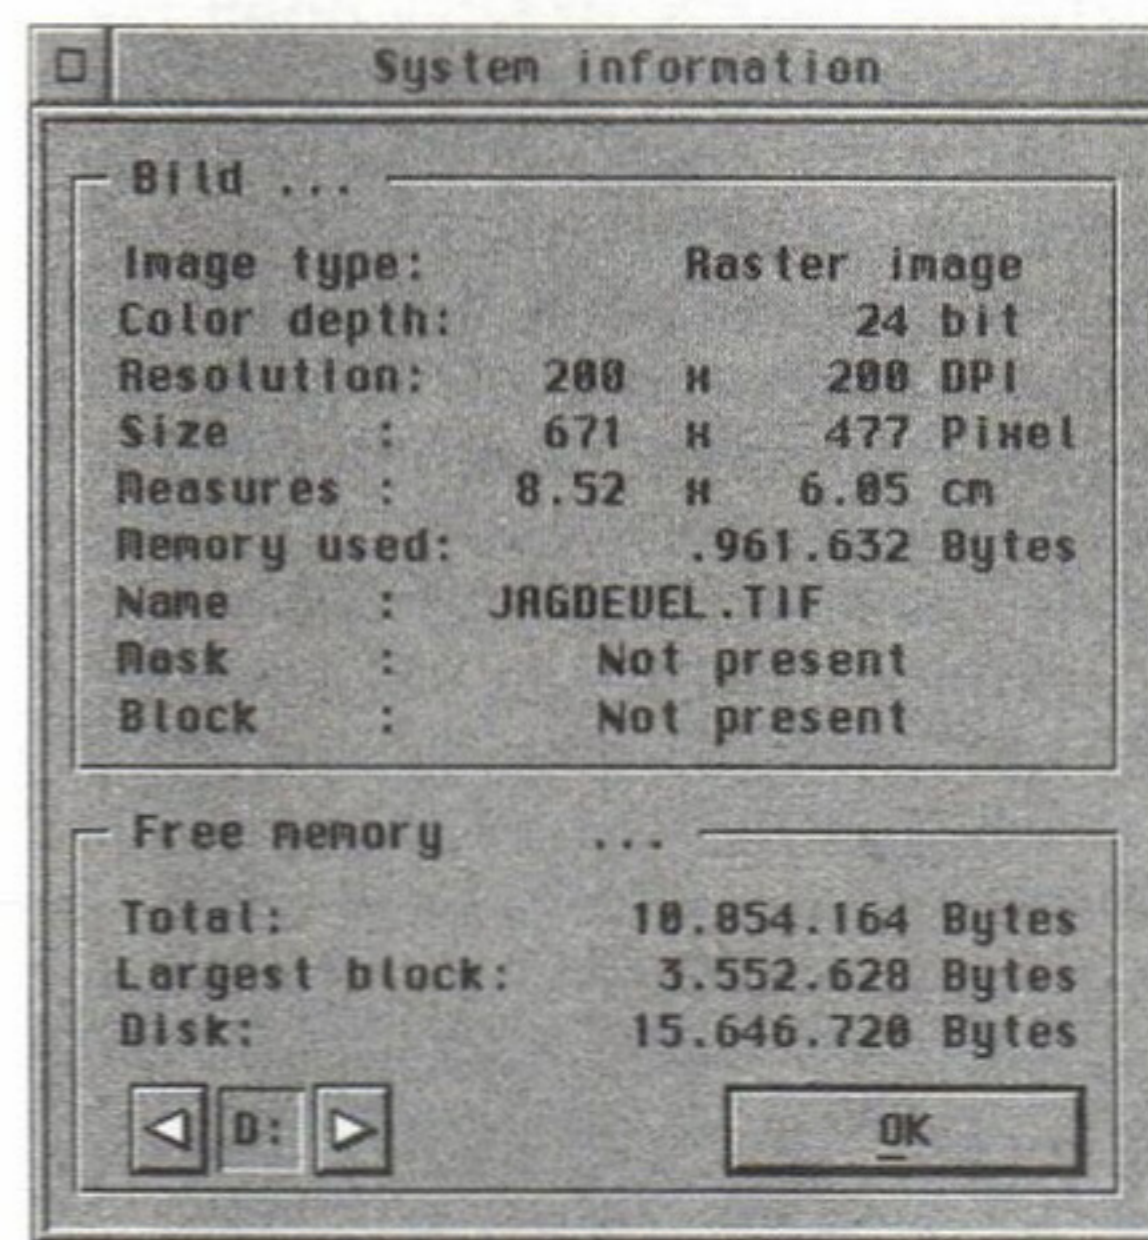 System information
Bild ...
Image type: Raster image
Color depth: 24 bit
Resolution: 200 x 200 DPI
Size : 671 x 477 Pixel
Measures : 8.52 x 6.05 cm
Memory used: .961.632 Bytes
Name : JAGDEVEL.TIF
Mask : Not present
Block : Not present
Free memory ...
Total: 10.854.164 Bytes
Largest block: 3.552.628 Bytes
Disk: 15.646.720 Bytes
D: OK